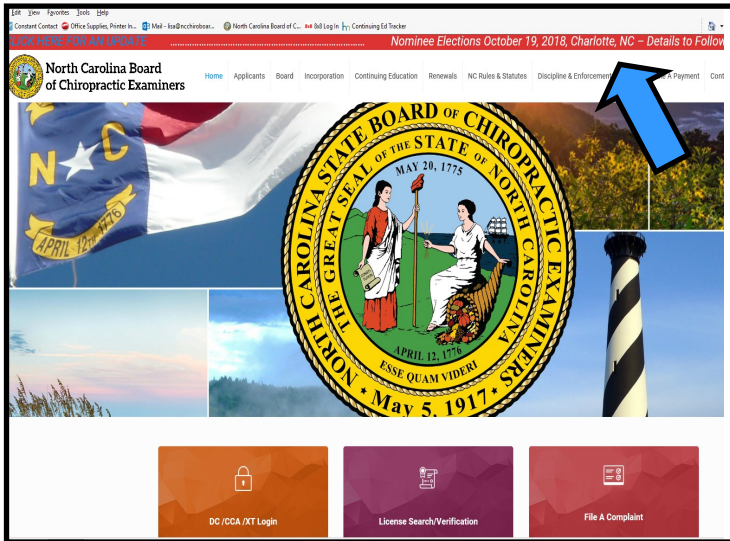 Edit View Favorites Tools Help
Constant Contact Office Supplies, Printer In... Mail - lisa@ncchiroboar... North Carolina Board of C... 8x8 Log In Continuing Ed Tracker
CLICK HERE FOR AN UPDATE ................................................................ Nominee Elections October 19, 2018, Charlotte, NC – Details to Follow
North Carolina Board
of Chiropractic Examiners
Home Applicants Board Incorporation Continuing Education Renewals NC Rules & Statutes Discipline & Enforcement A Payment Cont
N C
APRIL 12TH 1776
NORTH CAROLINA STATE BOARD OF CHIROPRACTIC EXAMINERS
THE GREAT SEAL OF THE STATE OF NORTH CAROLINA
MAY 20, 1775
APRIL 12, 1776
ESSE QUAM VIDERI
* May 5, 1917 *
DC /CCA /XT Login
License Search/Verification
File A Complaint